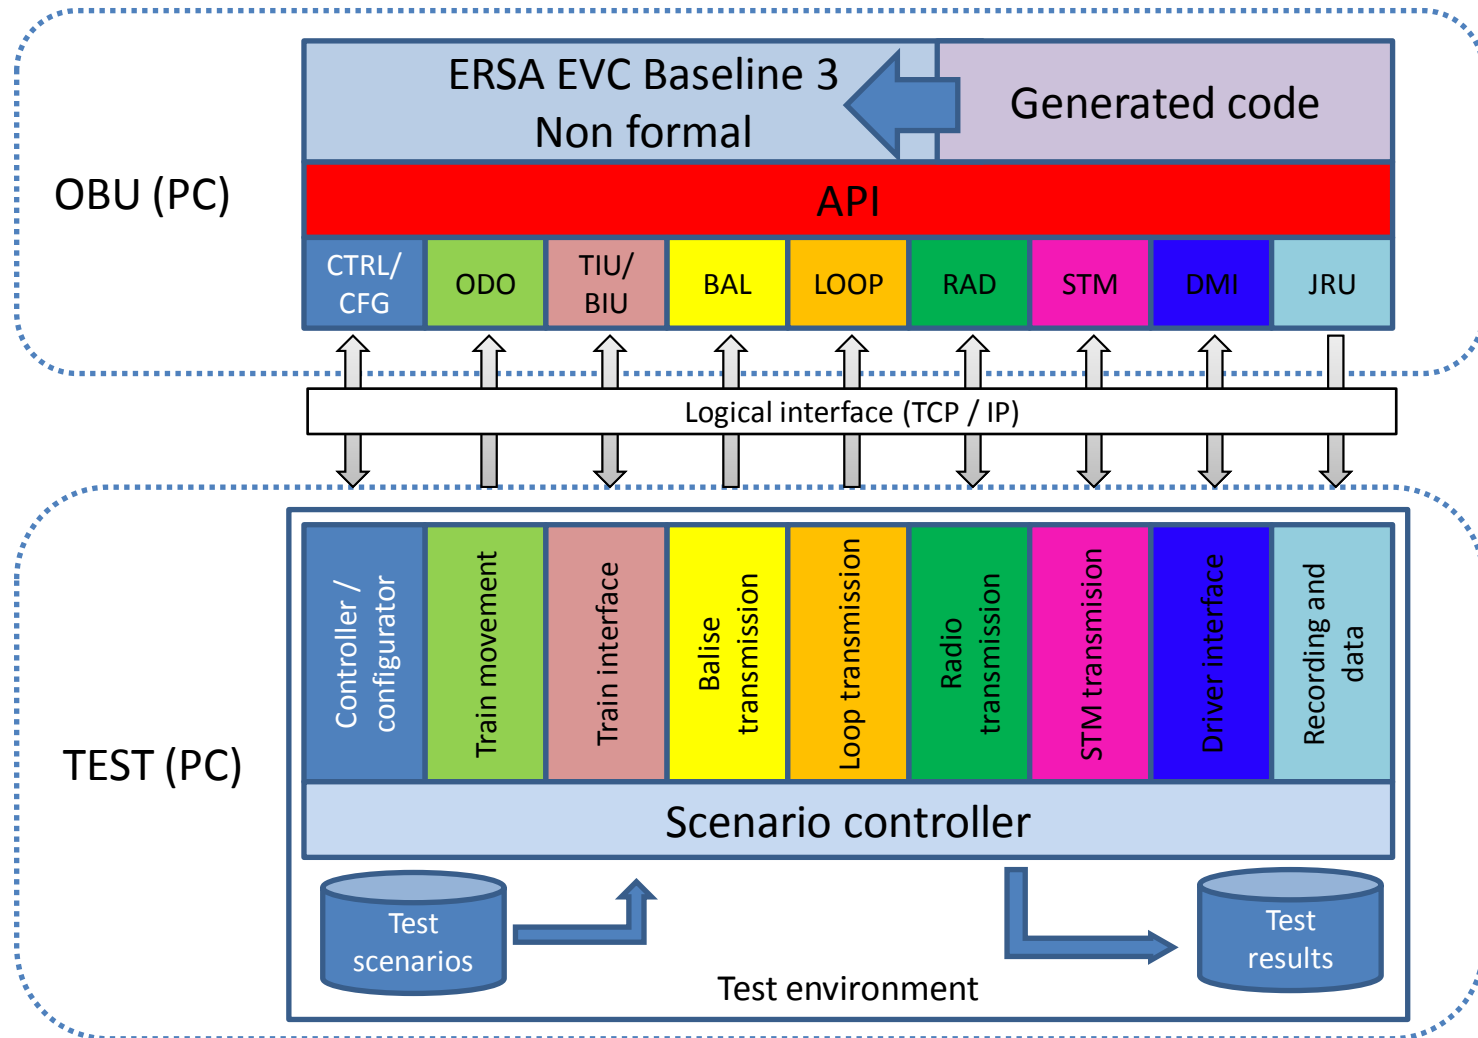 ERSA EVC Baseline 3
Non formal
Generated code
OBU (PC)
API
CTRL/
CFG
ODO
TIU/
BIU
BAL
LOOP
RAD
STM
DMI
JRU
Logical interface (TCP / IP)
TEST (PC)
Controller /
configurator
Train movement
Train interface
Balise
transmission
Loop transmission
Radio
transmission
STM transmision
Driver interface
Recording and
data
Scenario controller
Test
scenarios
Test
results
Test environment